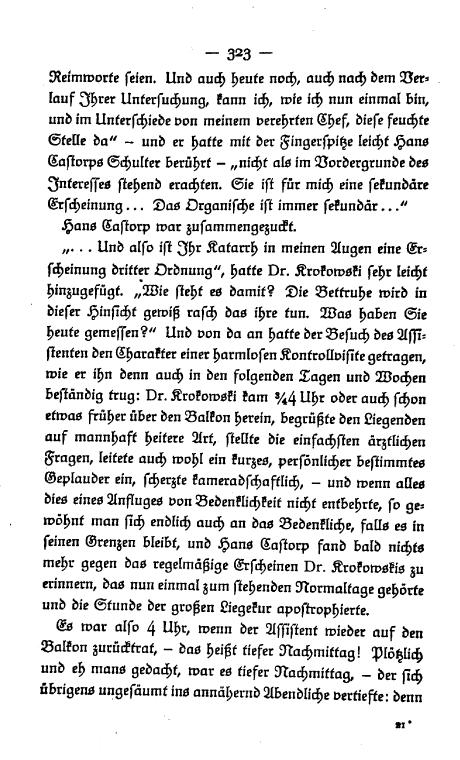 — 323 —
Reimworte seien. Und auch heute noch, auch nach dem Ver-
lauf Ihrer Untersuchung, kann ich, wie ich nun einmal bin,
und im Unterschiede von meinem verehrten Chef, diese feuchte
Stelle da“ – und er hatte mit der Fingerspitze leicht Hans
Castorps Schulter berührt – „nicht als im Vordergrunde des
Interesses stehend erachten. Sie ist für mich eine sekundäre
Erscheinung... Das Organische ist immer sekundär...“
Hans Castorp war zusammengezuckt.
„... Und also ist Ihr Katarrh in meinen Augen eine Er-
scheinung dritter Ordnung“, hatte Dr. Krokowski sehr leicht
hinzugefügt. „Wie steht es damit? Die Bettruhe wird in
dieser Hinsicht gewiß rasch das ihre tun. Was haben Sie
heute gemessen?“ Und von da an hatte der Besuch des Assi-
stenten den Charakter einer harmlosen Kontrollvisite getragen,
wie er ihn denn auch in den folgenden Tagen und Wochen
beständig trug: Dr. Krokowski kam ¾4 Uhr oder auch schon
etwas früher über den Balkon herein, begrüßte den Liegenden
auf mannhaft heitere Art, stellte die einfachsten ärztlichen
Fragen, leitete auch wohl ein kurzes, persönlicher bestimmtes
Geplauder ein, scherzte kameradschaftlich, – und wenn alles
dies eines Anfluges von Bedenklichkeit nicht entbehrte, so ge-
wöhnt man sich endlich auch an das Bedenkliche, falls es in
seinen Grenzen bleibt, und Hans Castorp fand bald nichts
mehr gegen das regelmäßige Erscheinen Dr. Krokowskis zu
erinnern, das nun einmal zum stehenden Normaltage gehörte
und die Stunde der großen Liegekur apostrophierte.
Es war also 4 Uhr, wenn der Assistent wieder auf den
Balkon zurücktrat, – das heißt tiefer Nachmittag! Plötzlich
und eh mans gedacht, war es tiefer Nachmittag, – der sich
übrigens ungesäumt ins annähernd Abendliche vertiefte: denn
21*